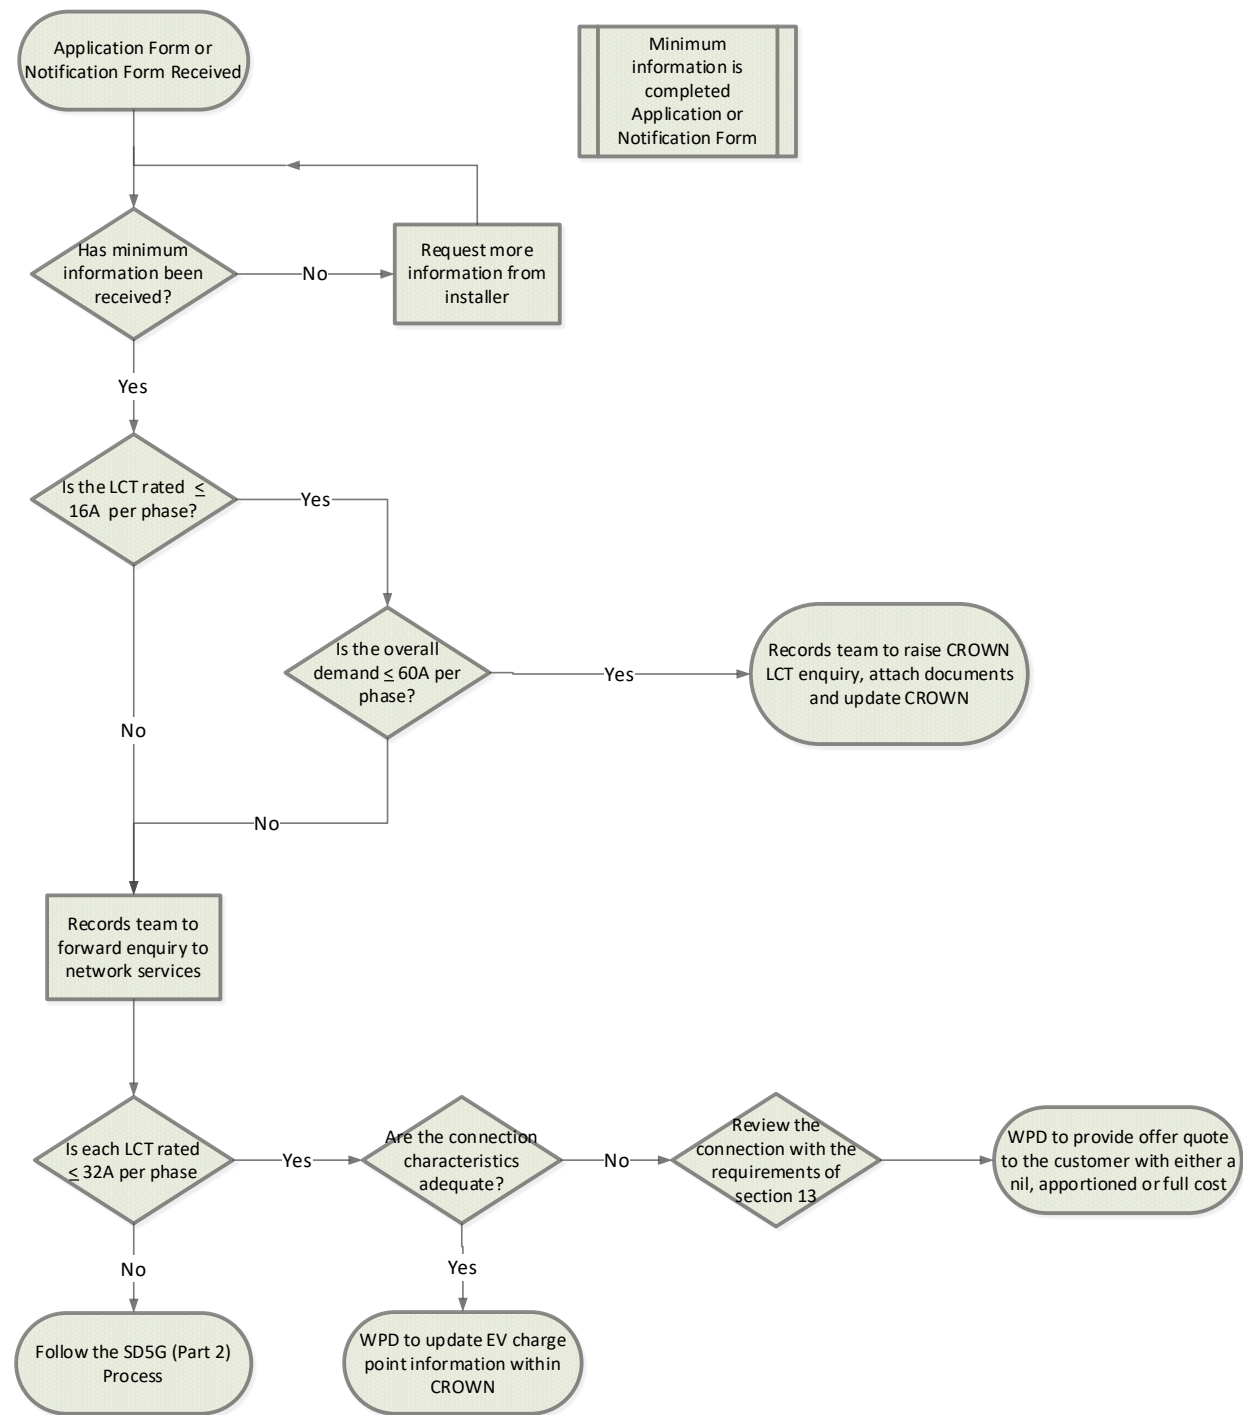 Application Form or
Notification Form Received
Minimum
information is
completed
Application or
Notification Form
Has minimum
information been
received?
No
Request more
information from
installer
Yes
Is the LCT rated ≤
16A per phase?
Yes
Is the overall
demand ≤ 60A per
phase?
Yes
Records team to raise CROWN
LCT enquiry, attach documents
and update CROWN
No
No
Records team to
forward enquiry to
network services
Is each LCT rated
≤ 32A per phase
Yes
Are the connection
characteristics
adequate?
No
Review the
connection with the
requirements of
section 13
WPD to provide offer quote
to the customer with either a
nil, apportioned or full cost
No
Yes
Follow the SD5G (Part 2)
Process
WPD to update EV charge
point information within
CROWN